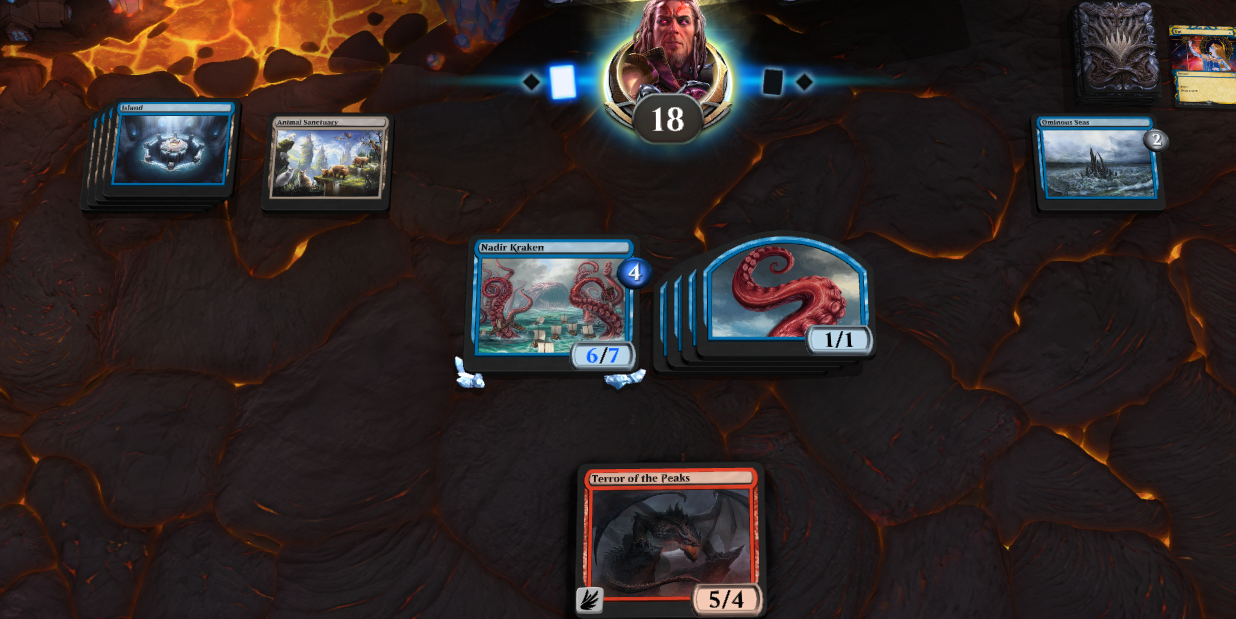 18
Island
Animal Sanctuary
Ominous Seas
2
Nadir Kraken
4
6/7
1/1
Terror of the Peaks
5/4